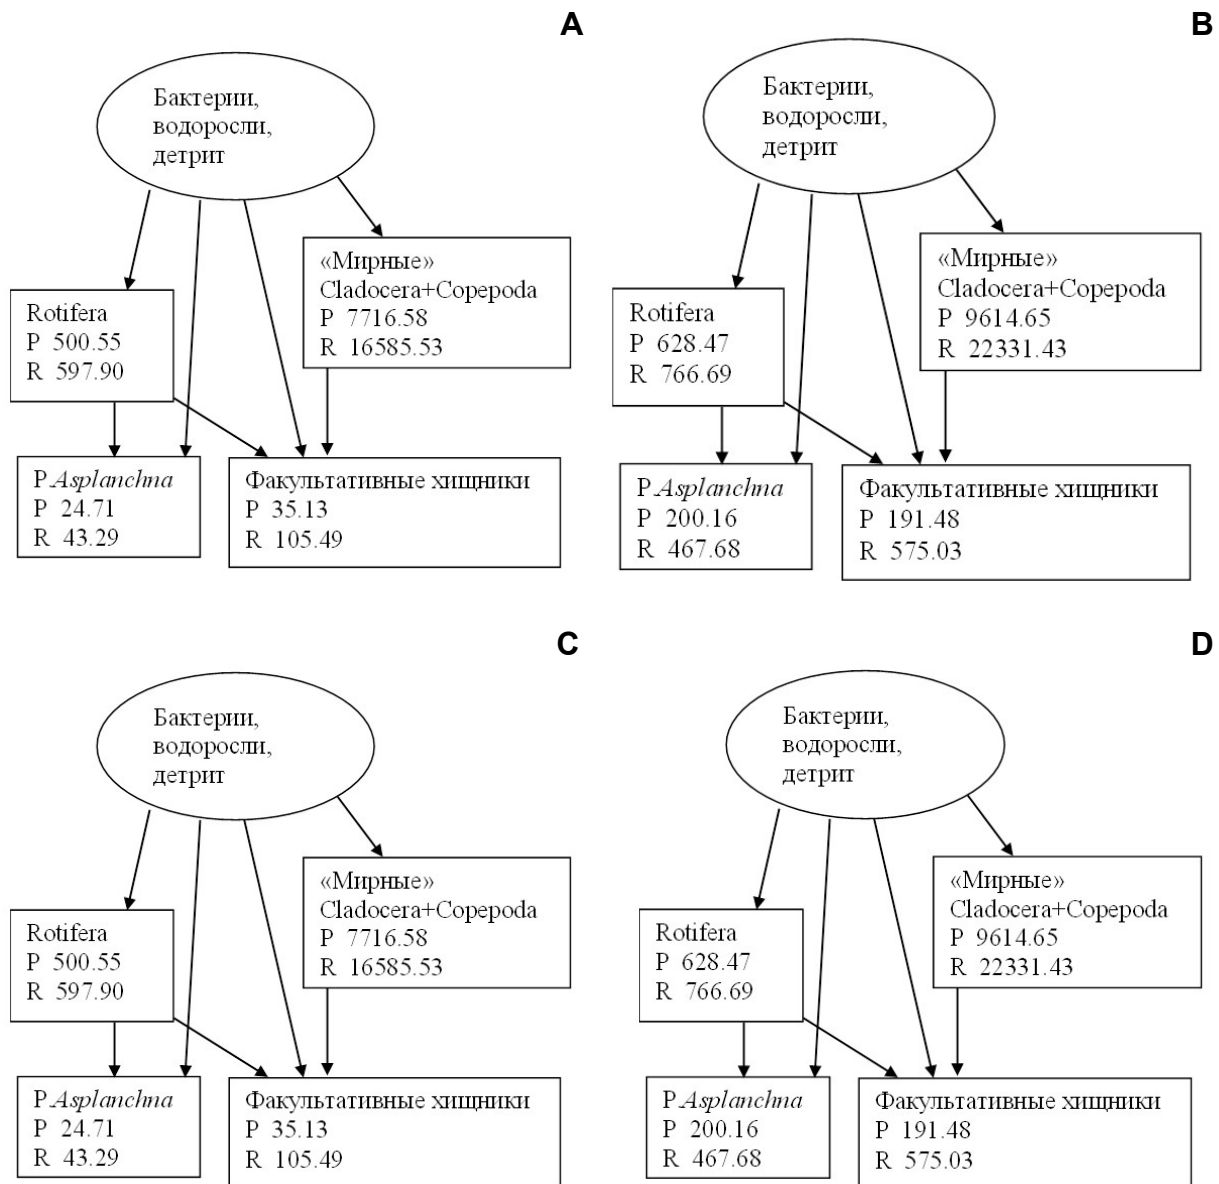 A
Бактерии,
водоросли,
детрит
«Мирные»
Cladocera+Copepoda
P 7716.58
R 16585.53
Rotifera
P 500.55
R 597.90
P.Asplanchna
P 24.71
R 43.29
Факультативные хищники
P 35.13
R 105.49
B
Бактерии,
водоросли,
детрит
«Мирные»
Cladocera+Copepoda
P 9614.65
R 22331.43
Rotifera
P 628.47
R 766.69
P.Asplanchna
P 200.16
R 467.68
Факультативные хищники
P 191.48
R 575.03
C
Бактерии,
водоросли,
детрит
«Мирные»
Cladocera+Copepoda
P 7716.58
R 16585.53
Rotifera
P 500.55
R 597.90
P.Asplanchna
P 24.71
R 43.29
Факультативные хищники
P 35.13
R 105.49
D
Бактерии,
водоросли,
детрит
«Мирные»
Cladocera+Copepoda
P 9614.65
R 22331.43
Rotifera
P 628.47
R 766.69
P.Asplanchna
P 200.16
R 467.68
Факультативные хищники
P 191.48
R 575.03